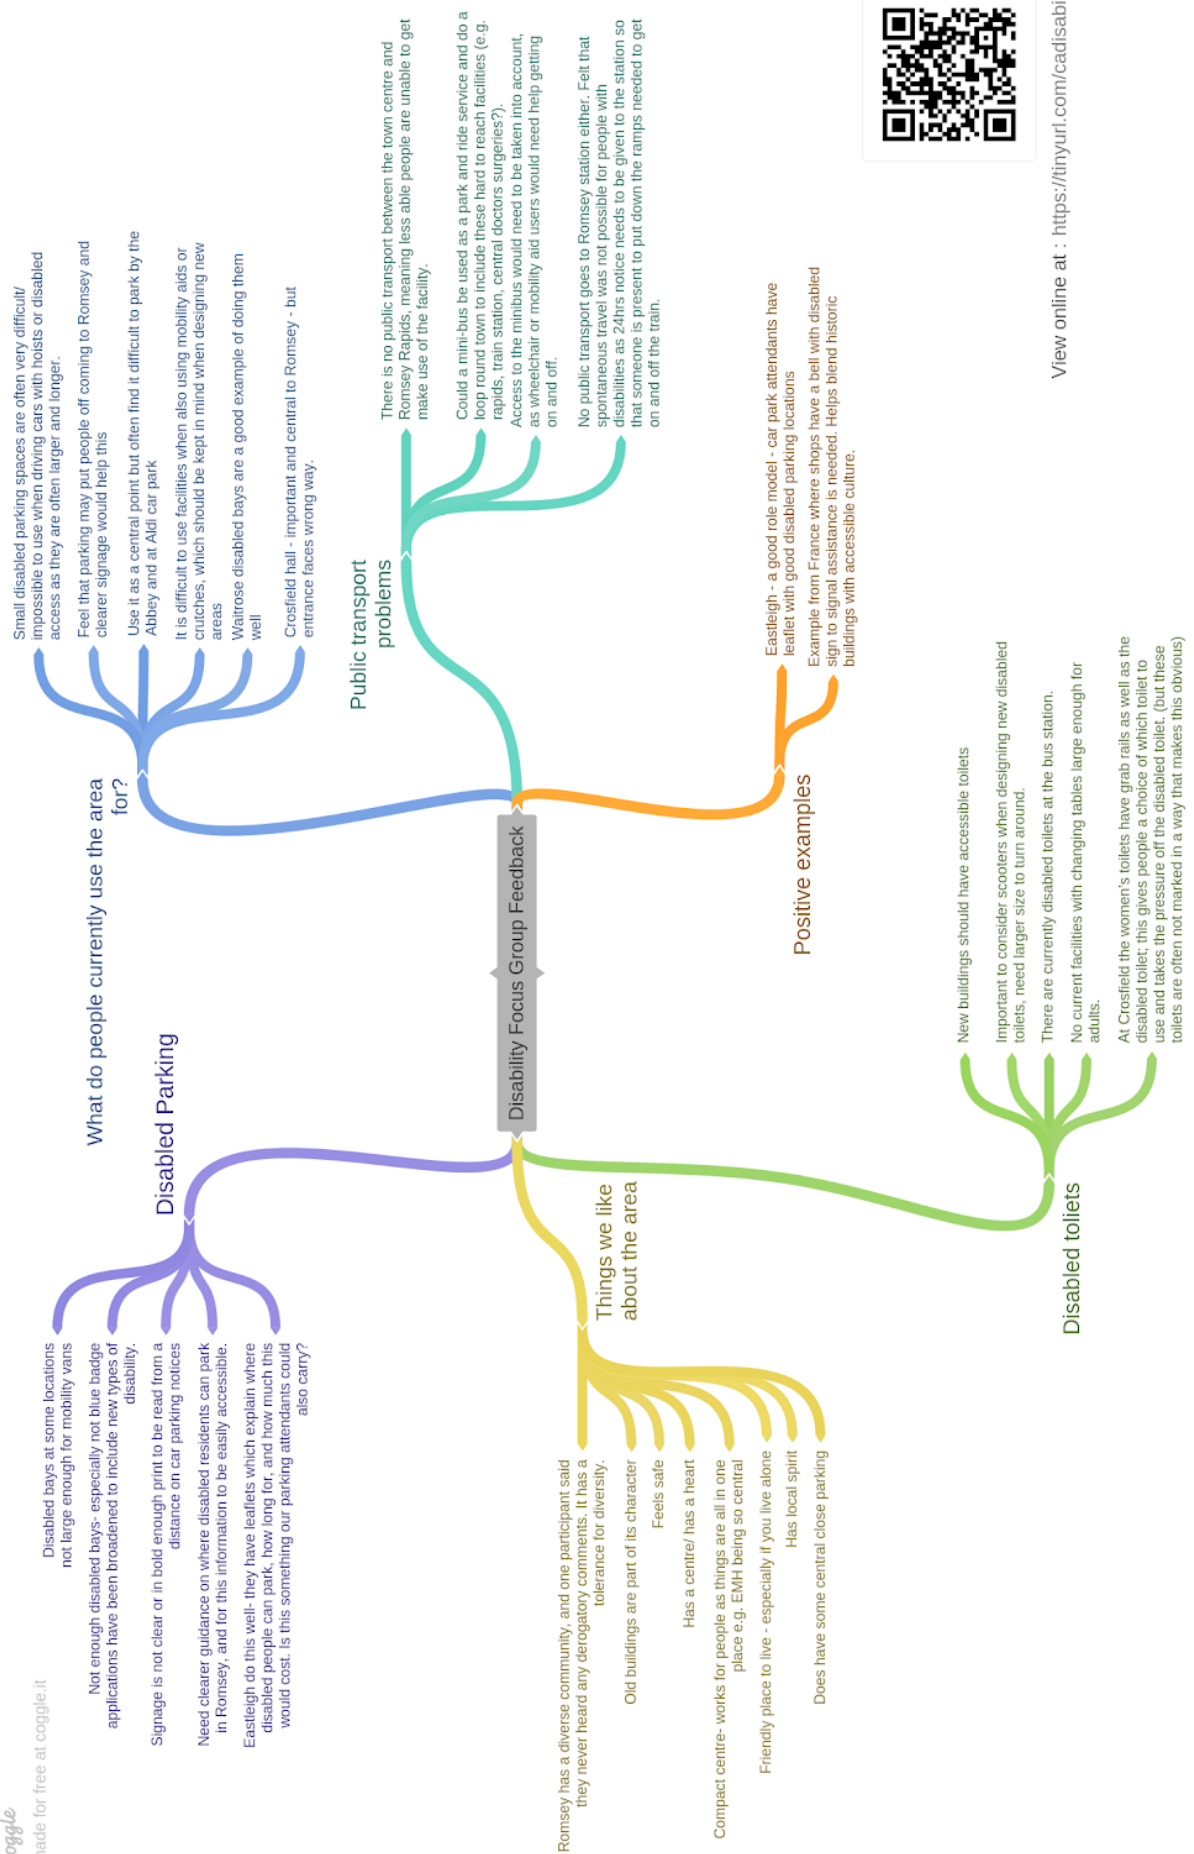 oggle
ade for free at coggle.it
Disability Focus Group Feedback
Disabled Parking
Disabled bays at some locations
not large enough for mobility vans
Not enough disabled bays- especially not blue badge
applications have been broadened to include new types of
disability.
Signage is not clear or in bold enough print to be read from a
distance on car parking notices
Need clearer guidance on where disabled residents can park
in Romsey, and for this information to be easily accessible.
Eastleigh do this well- they have leaflets which explain where
disabled people can park, how long for, and how much this
would cost. Is this something our parking attendants could
also carry?
What do people currently use the area
for?
Small disabled parking spaces are often very difficult/
impossible to use when driving cars with hoists or disabled
access as they are often larger and longer.
Feel that parking may put people off coming to Romsey and
clearer signage would help this
Use it as a central point but often find it difficult to park by the
Abbey and at Aldi car park
It is difficult to use facilities when also using mobility aids or
crutches, which should be kept in mind when designing new
areas
Waitrose disabled bays are a good example of doing them
well
Crosfield hall - important and central to Romsey - but
entrance faces wrong way.
Public transport
problems
There is no public transport between the town centre and
Romsey Rapids, meaning less able people are unable to get
make use of the facility.
Could a mini-bus be used as a park and ride service and do a
loop round town to include these hard to reach facilities (e.g.
rapids, train station, central doctors surgeries?).
Access to the minibus would need to be taken into account,
as wheelchair or mobility aid users would need help getting
on and off.
No public transport goes to Romsey station either. Felt that
spontaneous travel was not possible for people with
disabilities as 24hrs notice needs to be given to the station so
that someone is present to put down the ramps needed to get
on and off the train.
Things we like
about the area
Romsey has a diverse community, and one participant said
they never heard any derogatory comments. It has a
tolerance for diversity.
Old buildings are part of its character
Feels safe
Has a centre/ has a heart
Compact centre- works for people as things are all in one
place e.g. EMH being so central
Friendly place to live - especially if you live alone
Has local spirit
Does have some central close parking
Positive examples
Eastleigh - a good role model - car park attendants have
leaflet with good disabled parking locations
Example from France where shops have a bell with disabled
sign to signal assistance is needed. Helps blend historic
buildings with accessible culture.
Disabled toliets
New buildings should have accessible toilets
Important to consider scooters when designing new disabled
toilets, need larger size to turn around.
There are currently disabled toilets at the bus station.
No current facilities with changing tables large enough for
adults.
At Crosfield the women's toilets have grab rails as well as the
disabled toilet; this gives people a choice of which toilet to
use and takes the pressure off the disabled toilet. (but these
toilets are often not marked in a way that makes this obvious)
View online at : https://tinyurl.com/cadisabi